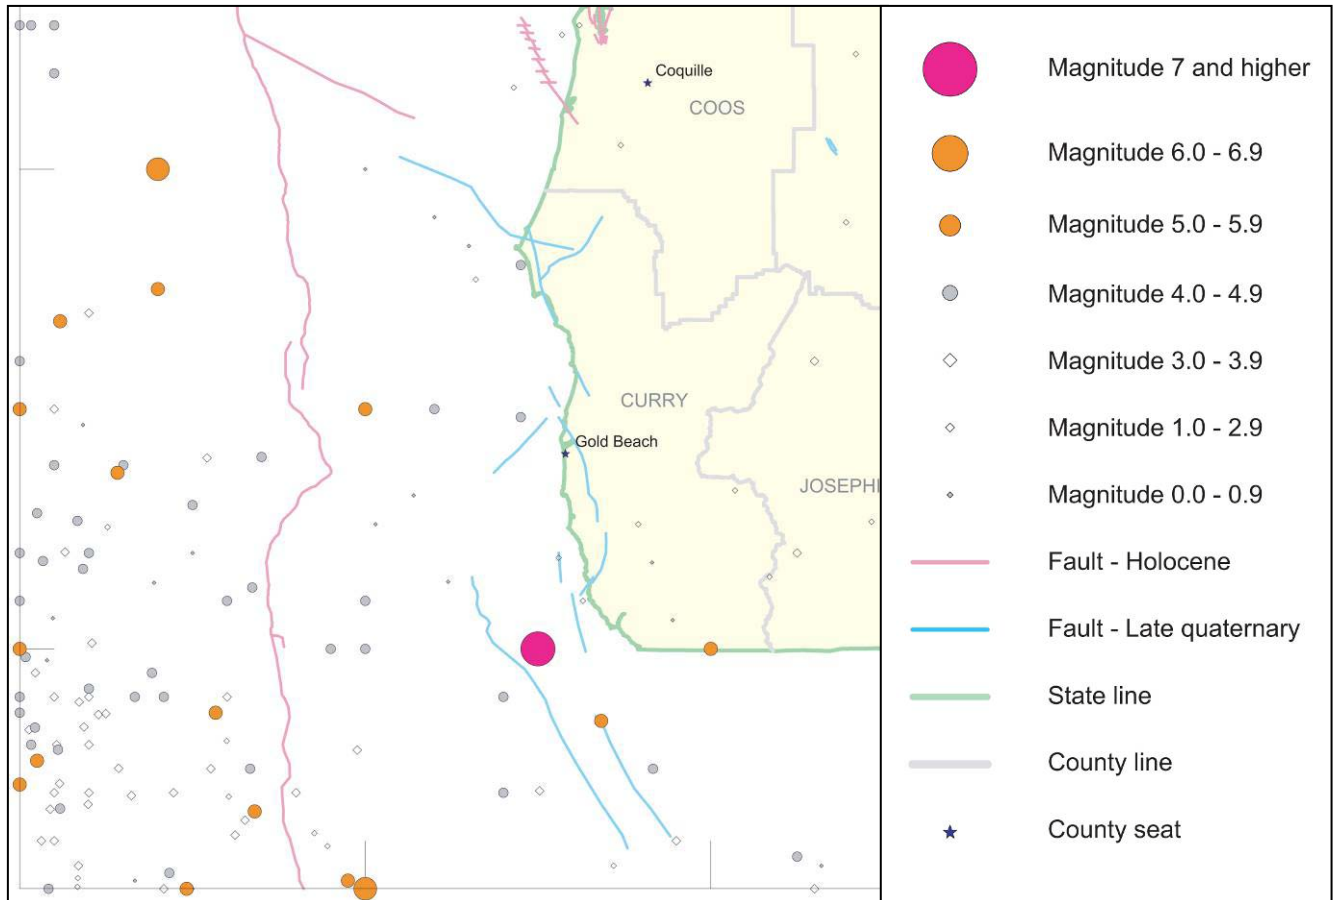 Coquille
COOS
CURRY
Gold Beach
JOSEPHI
Magnitude 7 and higher
Magnitude 6.0 - 6.9
Magnitude 5.0 - 5.9
Magnitude 4.0 - 4.9
Magnitude 3.0 - 3.9
Magnitude 1.0 - 2.9
Magnitude 0.0 - 0.9
Fault - Holocene
Fault - Late quaternary
State line
County line
County seat